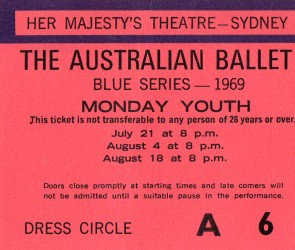 HER MAJESTY'S THEATRE — SYDNEY
THE AUSTRALIAN BALLET
BLUE SERIES — 1969
MONDAY YOUTH
This ticket is not transferable to any person of 26 years or over.
July 21 at 8 p.m.
August 4 at 8 p.m.
August 18 at 8 p.m.
Doors close promptly at starting times and late comers will
not be admitted until a suitable pause in the performance.
DRESS CIRCLE A 6